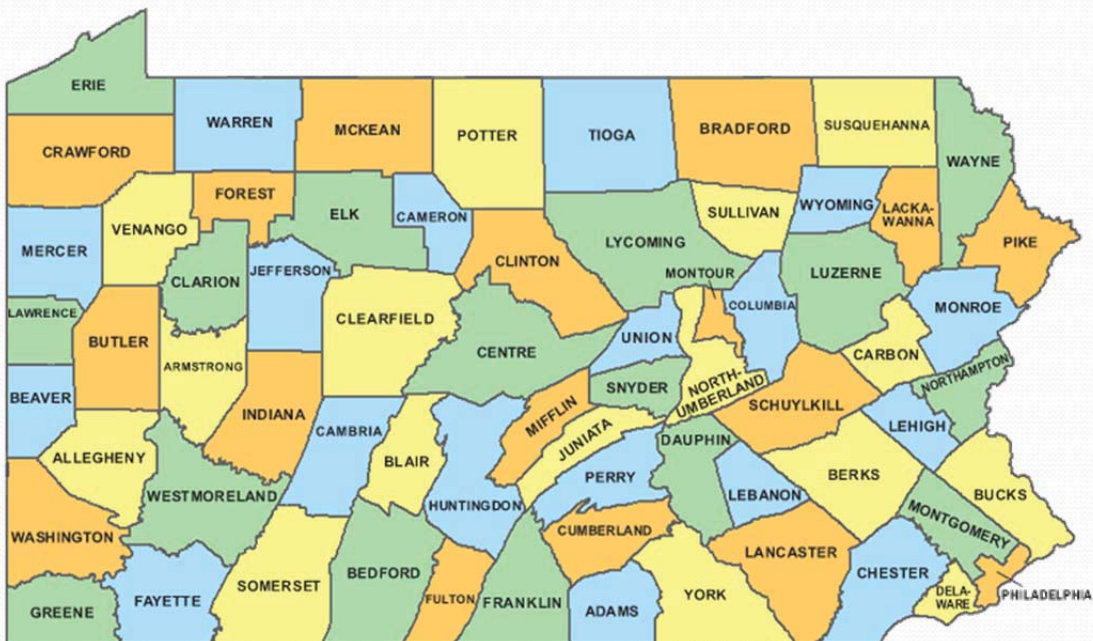 ERIE
WARREN
MCKEAN
POTTER
TIOGA
BRADFORD
SUSQUEHANNA
WAYNE
CRAWFORD
FOREST
ELK
CAMERON
SULLIVAN
WYOMING
LACKA-
WANNA
PIKE
MERCER
VENANGO
CLARION
JEFFERSON
CLINTON
LYCOMING
MONTOUR
COLUMBIA
LUZERNE
MONROE
LAWRENCE
BUTLER
ARMSTRONG
CLEARFIELD
CENTRE
UNION
CARBON
NORTHAMPTON
BEAVER
INDIANA
CAMBRIA
BLAIR
MIFFLIN
SNYDER
NORTH-
UMBERLAND
SCHUYLKILL
LEHIGH
ALLEGHENY
WESTMORELAND
HUNTINGDON
JUNIATA
PERRY
DAUPHIN
LEBANON
BERKS
BUCKS
MONTGOMERY
WASHINGTON
SOMERSET
BEDFORD
CUMBERLAND
LANCASTER
CHESTER
DELA-
WARE
PHILADELPHIA
GREENE
FAYETTE
FULTON
FRANKLIN
ADAMS
YORK